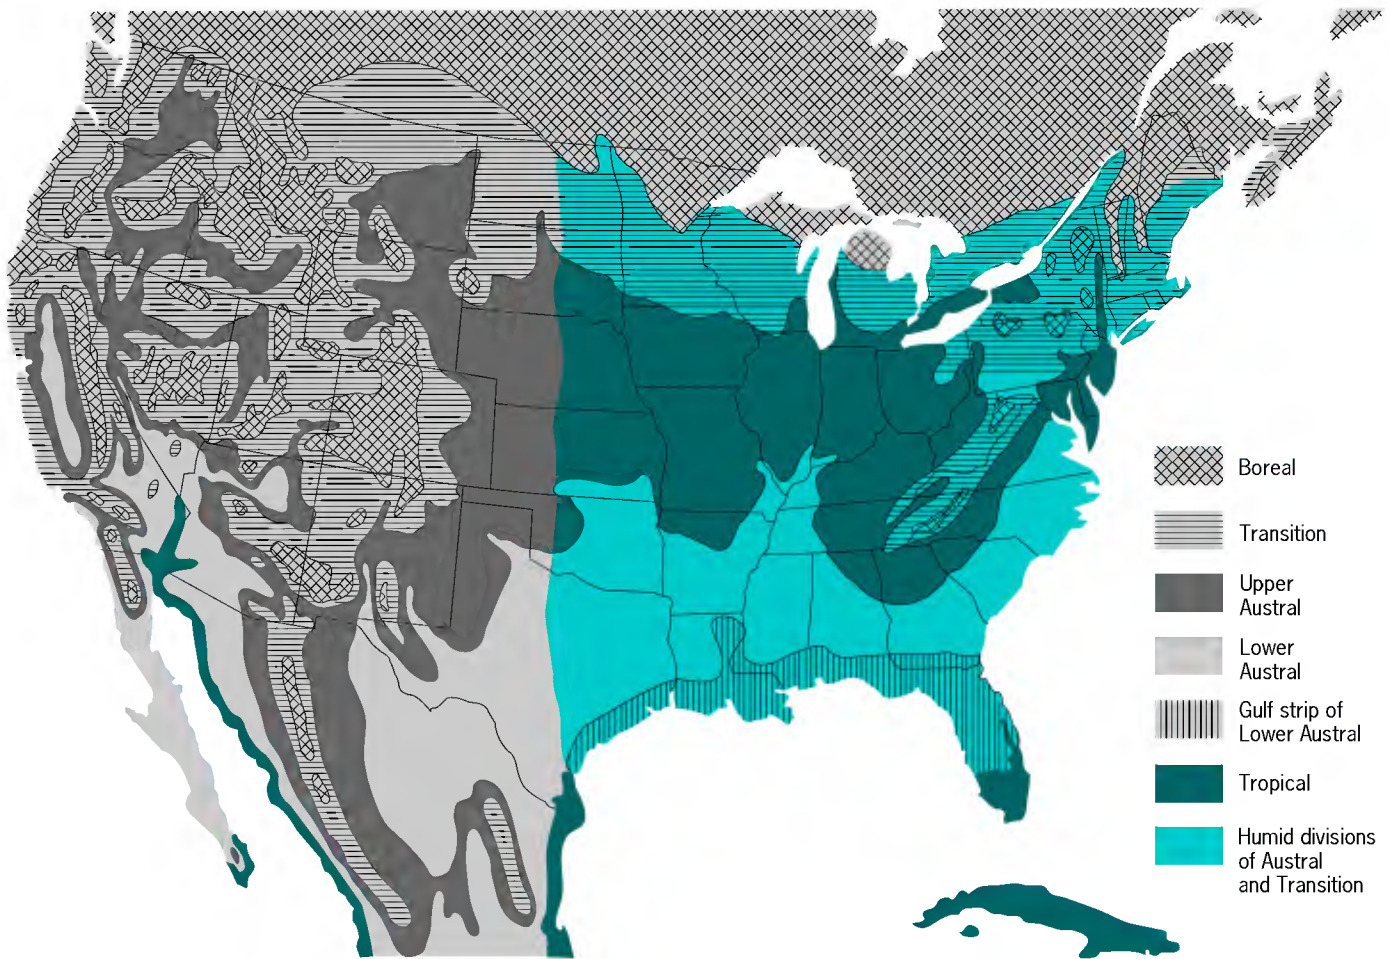 Boreal
Transition
Upper
Austral
Lower
Austral
Gulf strip of
Lower Austral
Tropical
Humid divisions
of Austral
and Transition